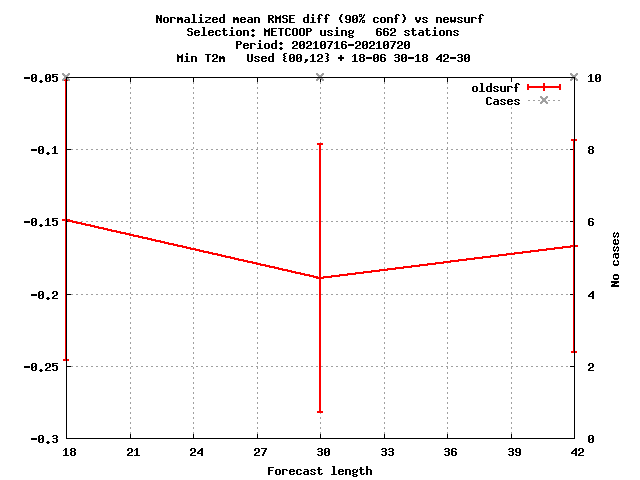 Normalized mean RMSE diff (90% conf) vs newsurf
Selection: METCOOP using   662 stations
Period: 20210716-20210720
Min T2m   Used {00,12} + 18-06 30-18 42-30
oldsurf
Cases
-0.05
-0.1
-0.15
-0.2
-0.25
-0.3
10
8
6
4
2
0
No cases
18 21 24 27 30 33 36 39 42
Forecast length